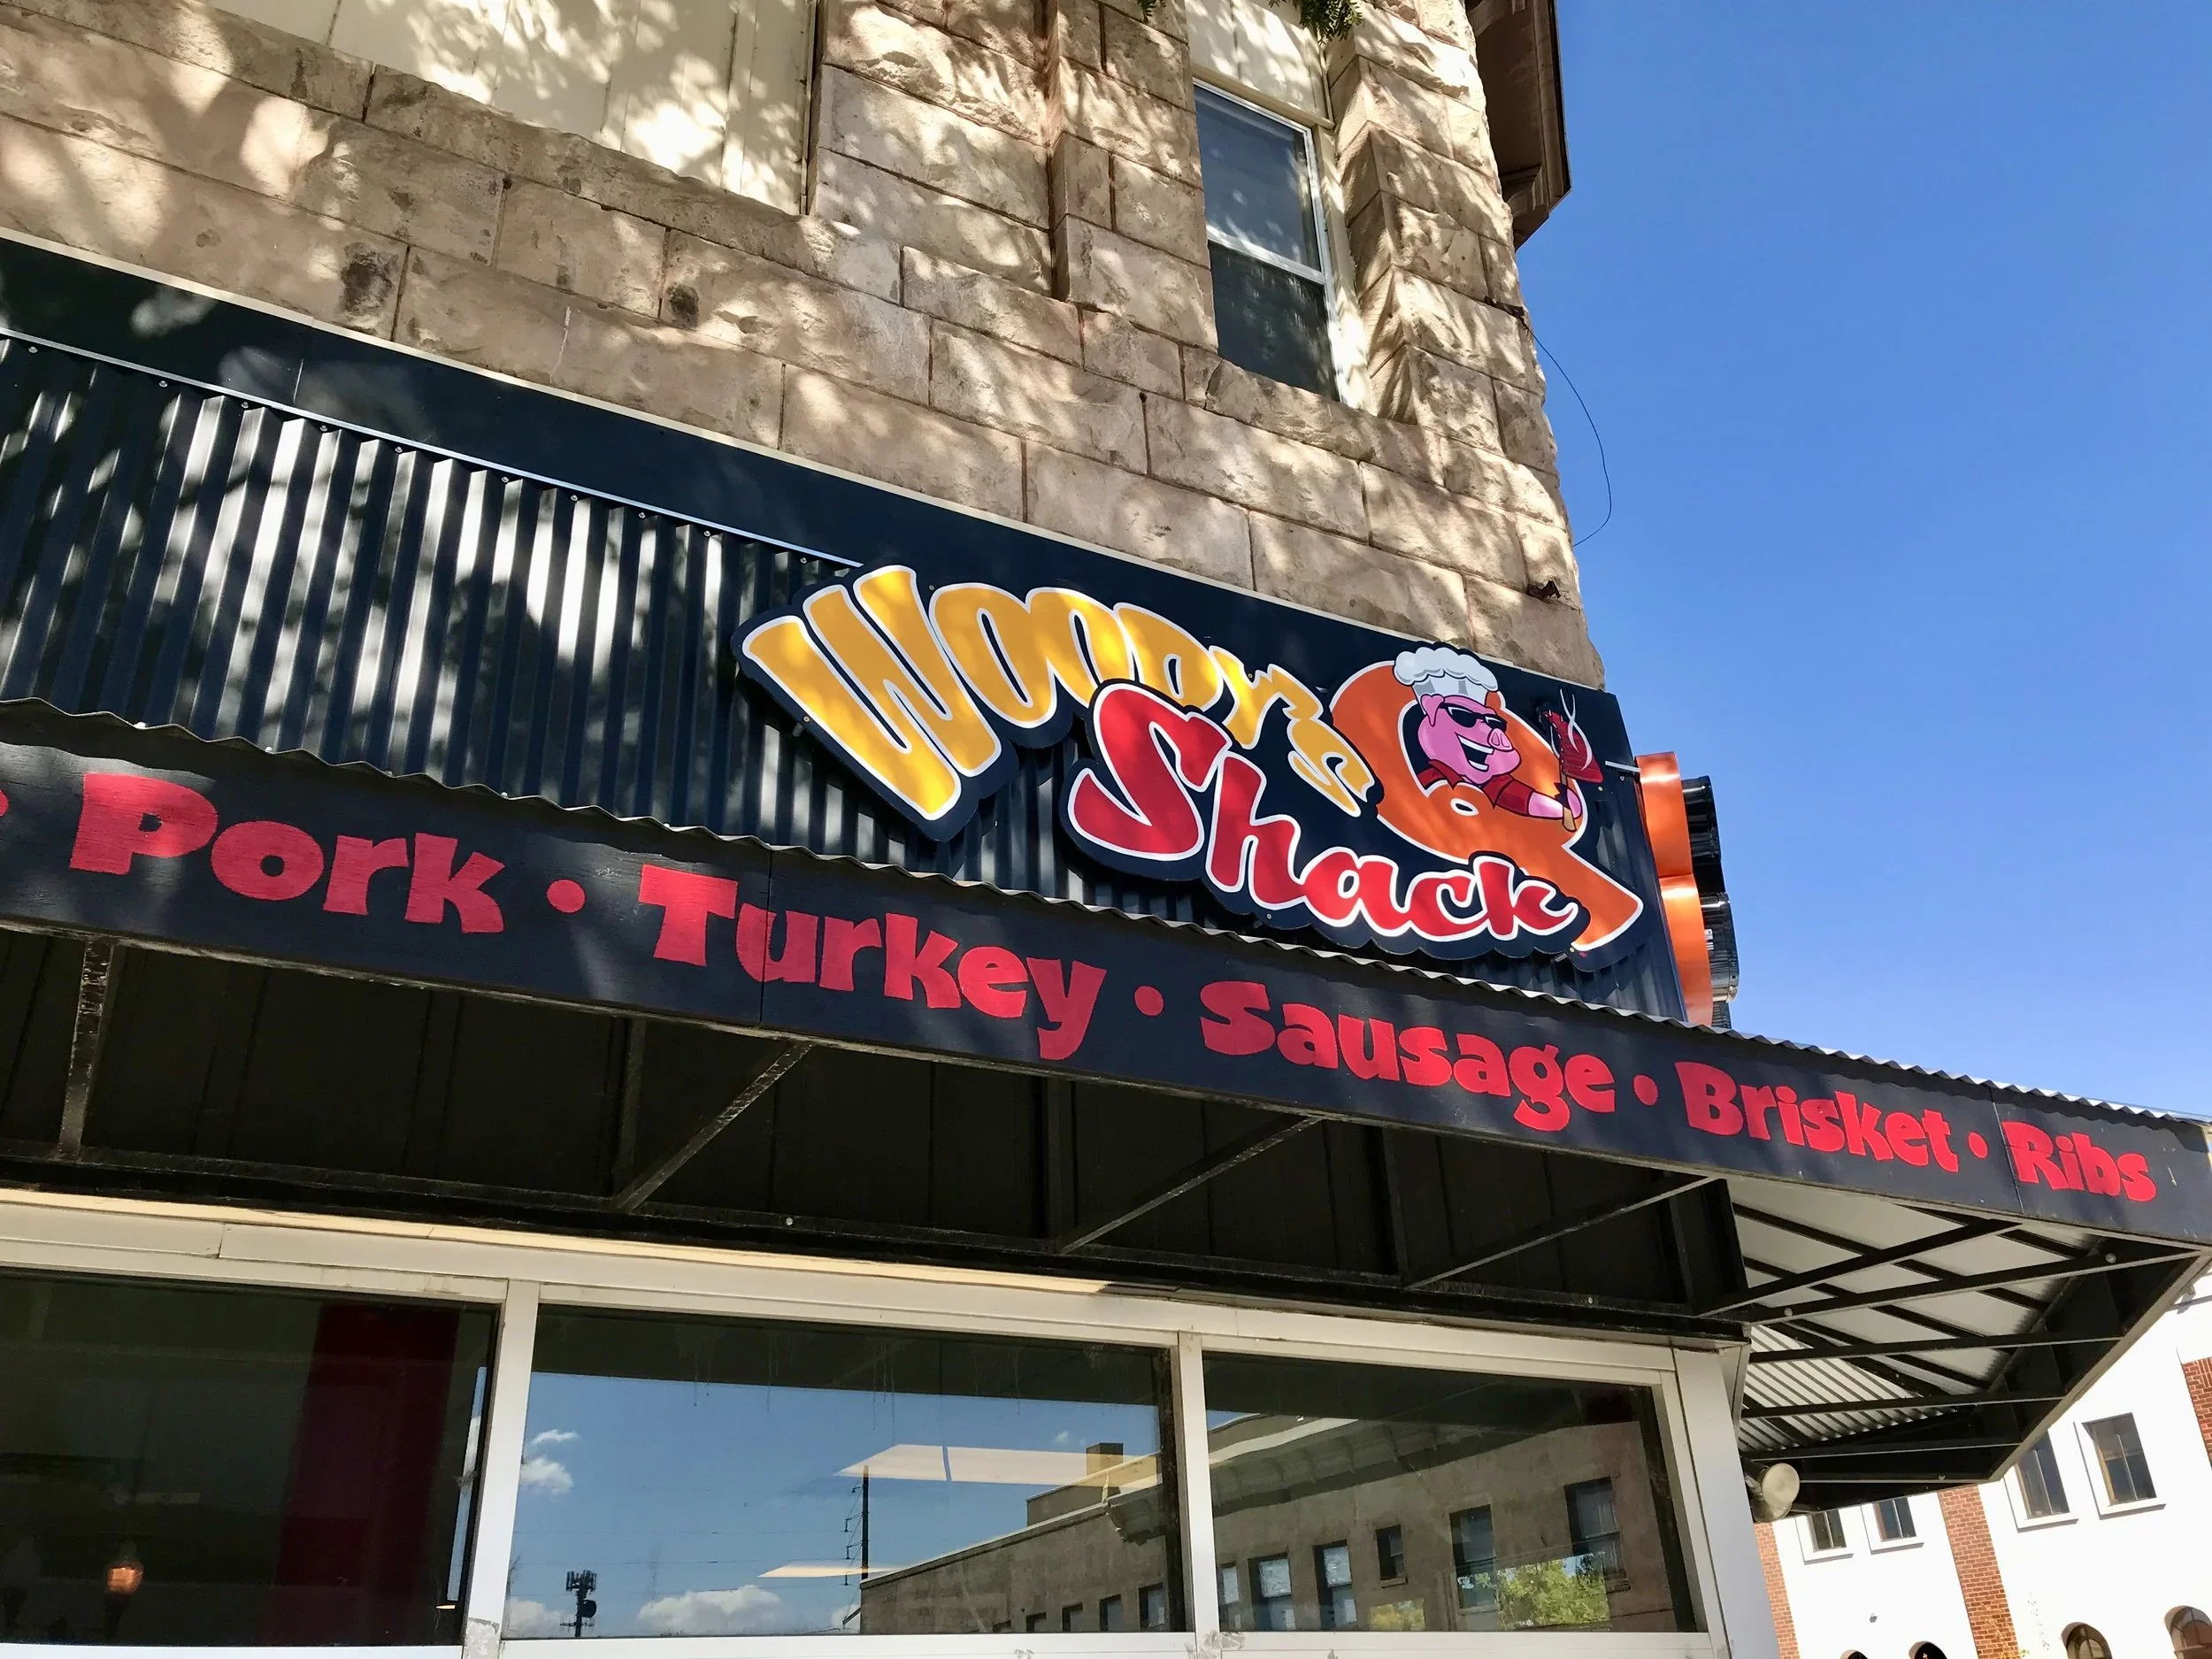 Woody's Q
Shack
• Pork • Turkey • Sausage • Brisket • Ribs